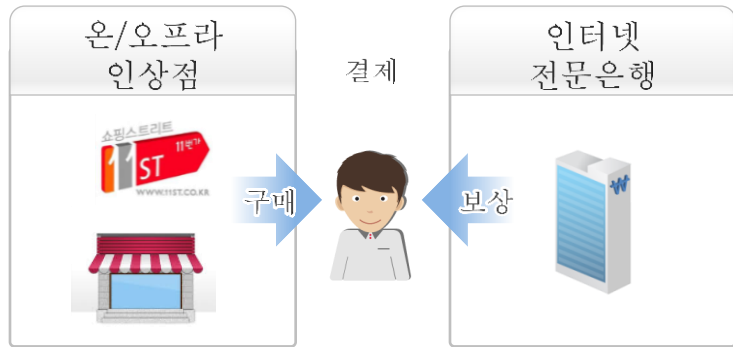 온/오프라
인상점
쇼핑스트리트
11번가
11ST
WWW.11ST.CO.KR
구매
결제
보상
인터넷
전문은행
₩